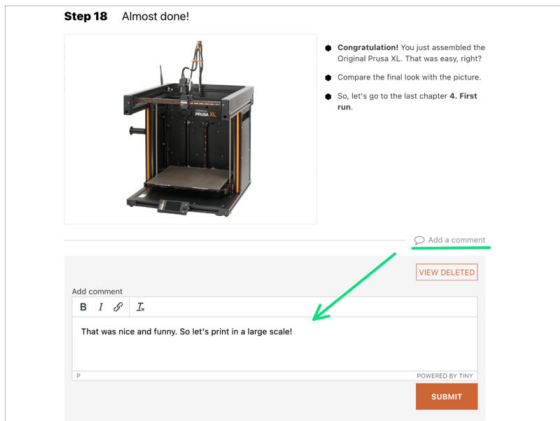 Step 18 Almost done!
PRUSA XL
Congratulation! You just assembled the
Original Prusa XL. That was easy, right?
Compare the final look with the picture.
So, let's go to the last chapter 4. First
run.
Add a comment
VIEW DELETED
Add comment
B I
That was nice and funny. So let's print in a large scale!
P
POWERED BY TINY
SUBMIT